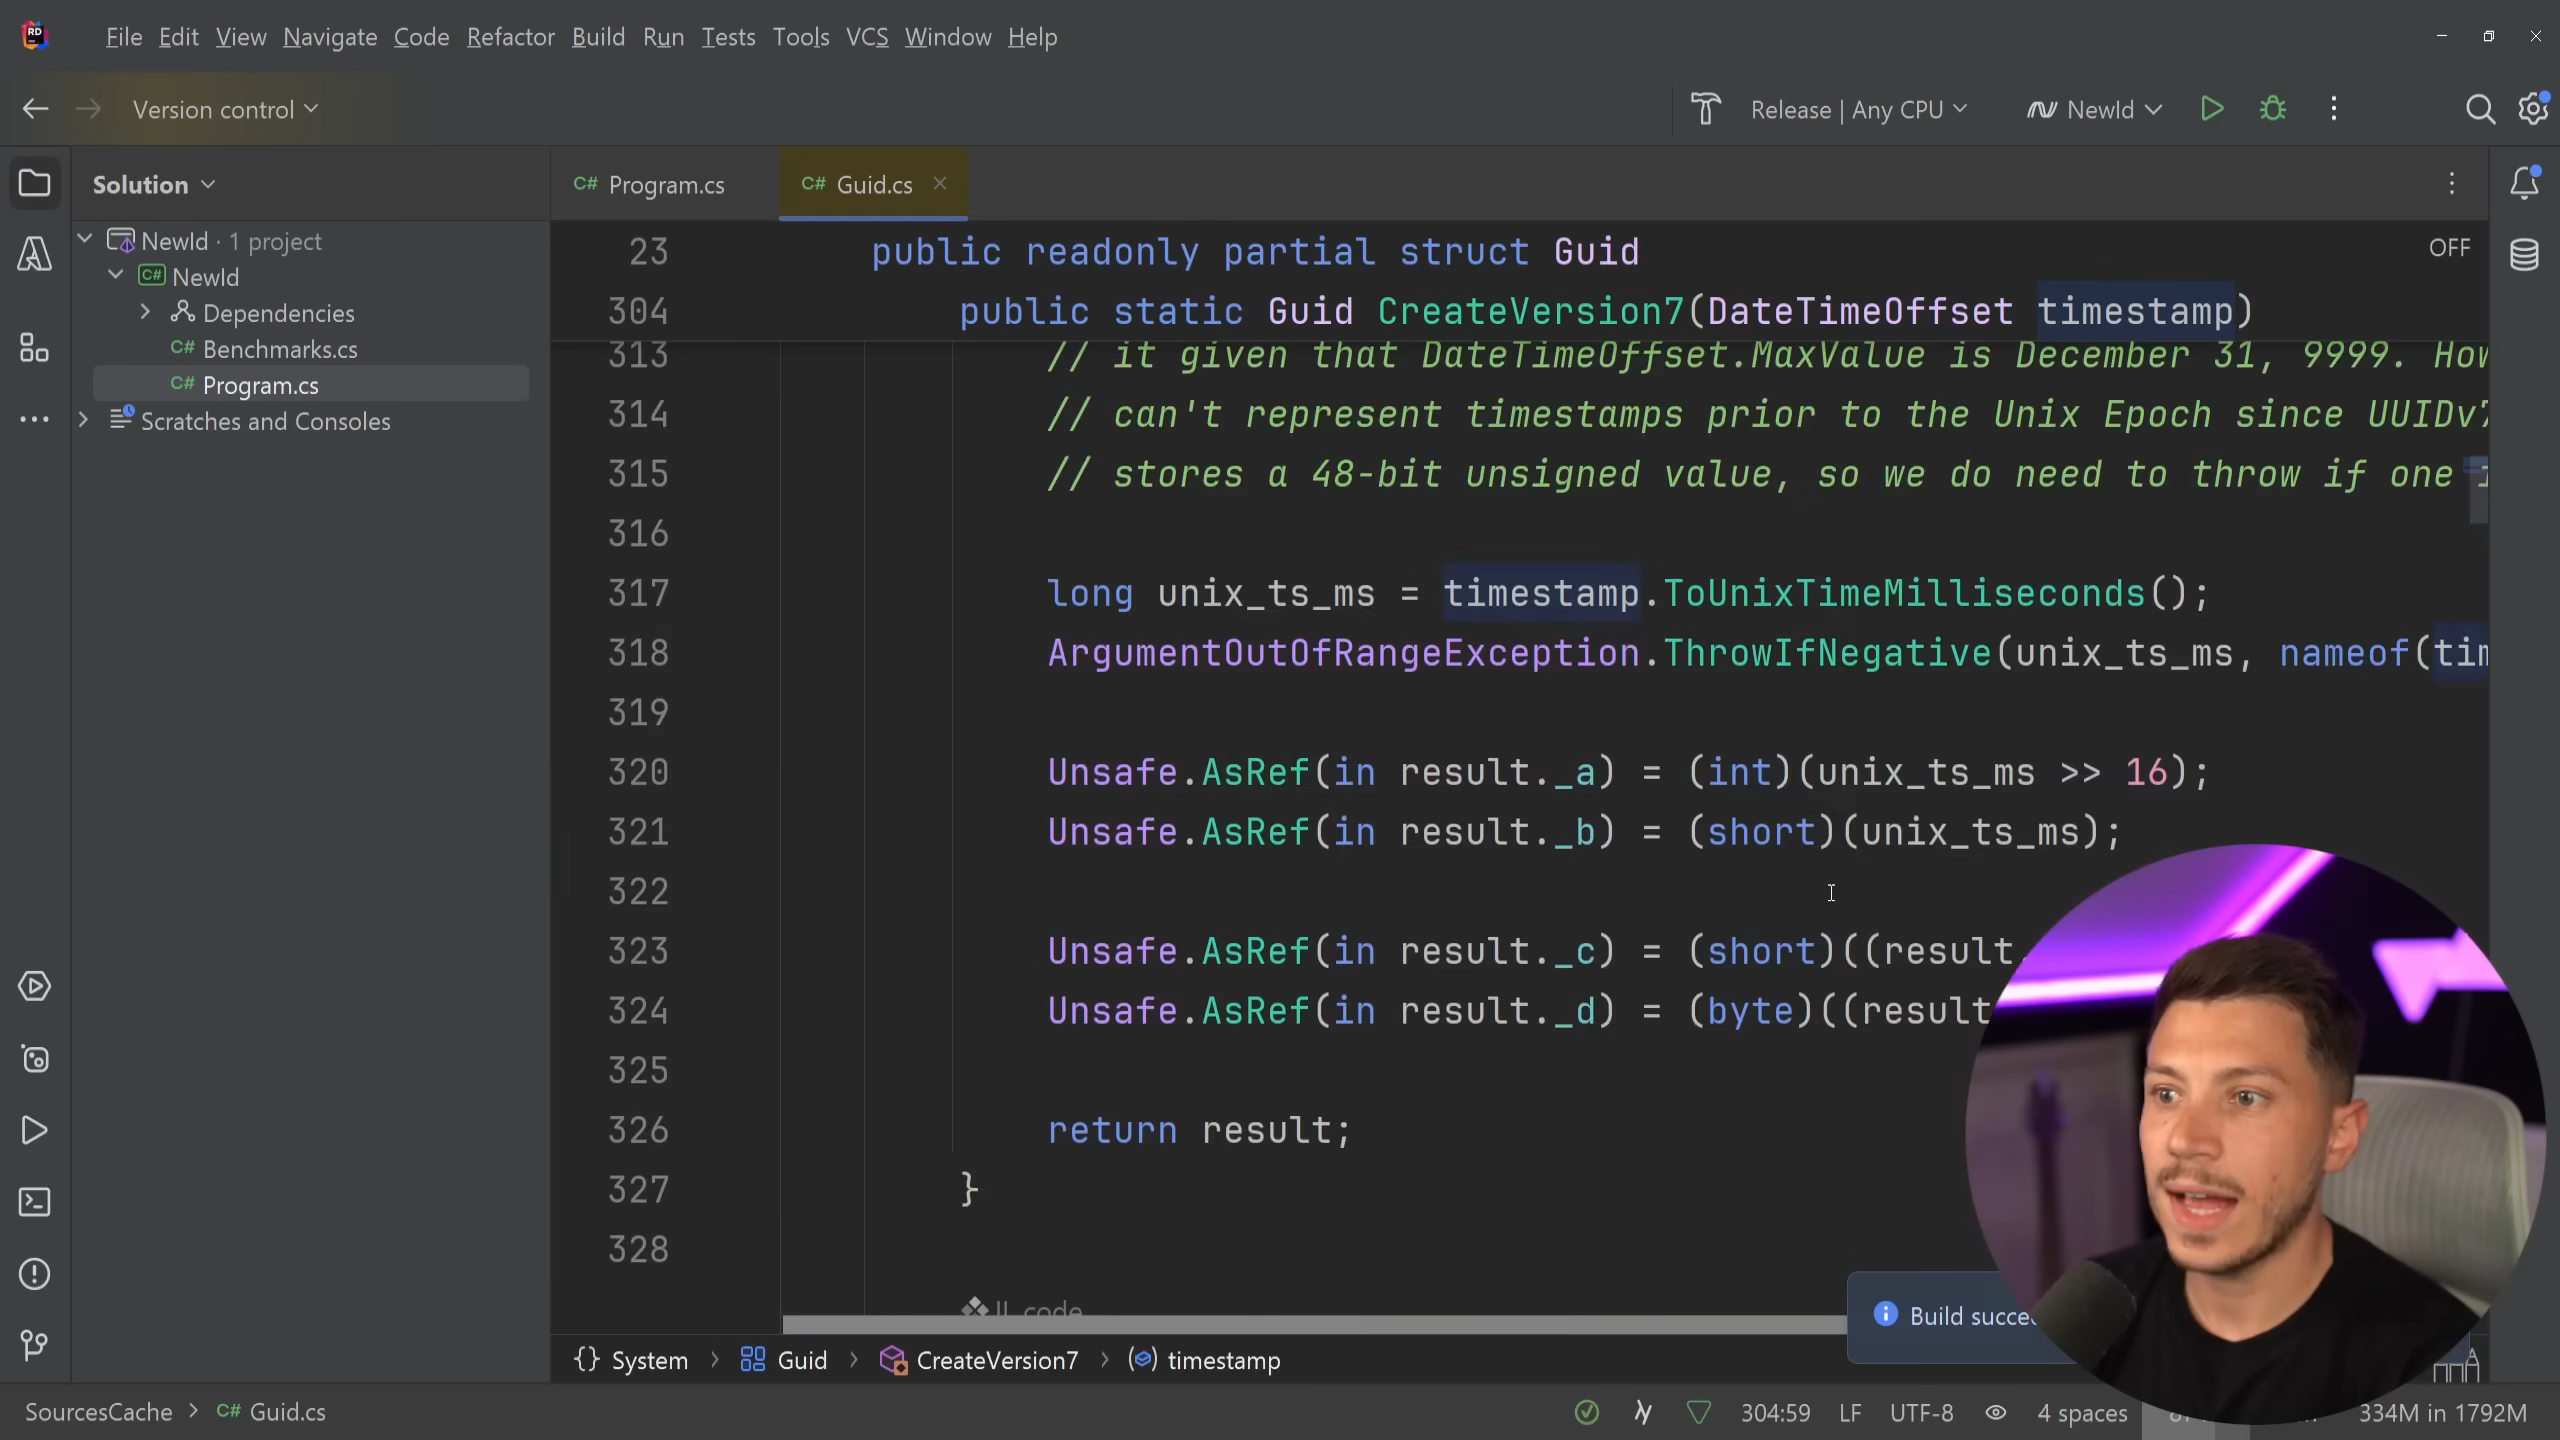 RD File Edit View Navigate Code Refactor Build Run Tests Tools VCS Window Help
Version control Release | Any CPU NewId
Solution C# Program.cs C# Guid.cs
NewId · 1 project
C# NewId
Dependencies
C# Benchmarks.cs
C# Program.cs
Scratches and Consoles
OFF
23 public readonly partial struct Guid
304 public static Guid CreateVersion7(DateTimeOffset timestamp)
313 // it given that DateTimeOffset.MaxValue is December 31, 9999. How
314 // can't represent timestamps prior to the Unix Epoch since UUIDv7
315 // stores a 48-bit unsigned value, so we do need to throw if one
316
317 long unix_ts_ms = timestamp.ToUnixTimeMilliseconds();
318 ArgumentOutOfRangeException.ThrowIfNegative(unix_ts_ms, nameof(tim
319
320 Unsafe.AsRef(in result._a) = (int)(unix_ts_ms >> 16);
321 Unsafe.AsRef(in result._b) = (short)(unix_ts_ms);
322
323 Unsafe.AsRef(in result._c) = (short)((result.
324 Unsafe.AsRef(in result._d) = (byte)((result
325
326 return result;
327 }
328
IL code
Build succe
{} System > Guid > CreateVersion7 > timestamp
SourcesCache > C# Guid.cs 304:59 LF UTF-8 4 spaces 334M in 1792M